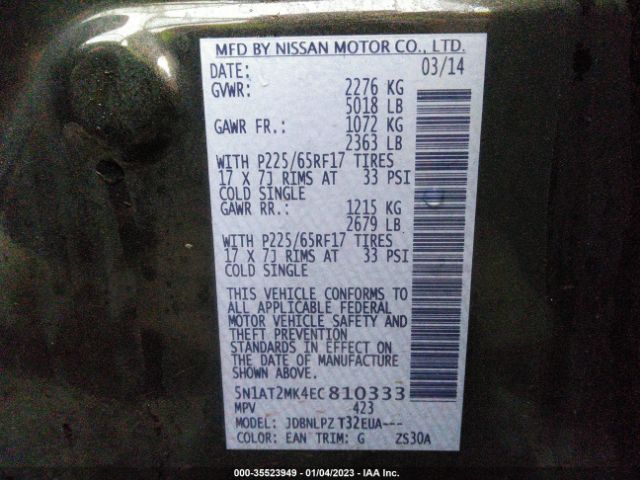 MFD BY NISSAN MOTOR CO., LTD.
DATE: 03/14
GVWR: 2276 KG
5018 LB
GAWR FR.: 1072 KG
2363 LB
WITH P225/65RF17 TIRES
17 X 7J RIMS AT 33 PSI
COLD SINGLE
GAWR RR.: 1215 KG
2679 LB
WITH P225/65RF17 TIRES
17 X 7J RIMS AT 33 PSI
COLD SINGLE
THIS VEHICLE CONFORMS TO
ALL APPLICABLE FEDERAL
MOTOR VEHICLE SAFETY AND
THEFT PREVENTION
STANDARDS IN EFFECT ON
THE DATE OF MANUFACTURE
SHOWN ABOVE.
5N1AT2MK4EC810333
MPV 423
MODEL: JDBNLPZ T32EUA---
COLOR: EAN TRIM: G ZS30A
000-35523949 - 01/04/2023 - IAA Inc.